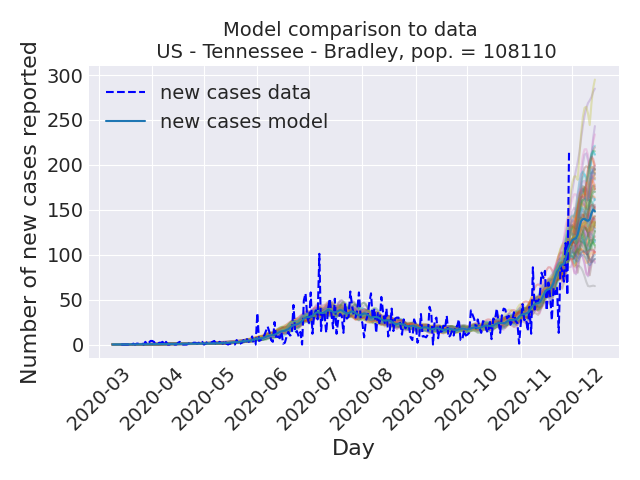 Model comparison to data
US - Tennessee - Bradley, pop. = 108110
Number of new cases reported
300
250
200
150
100
50
0
new cases data
new cases model
2020-03
2020-04
2020-05
2020-06
2020-07
2020-08
2020-09
2020-10
2020-11
2020-12
Day